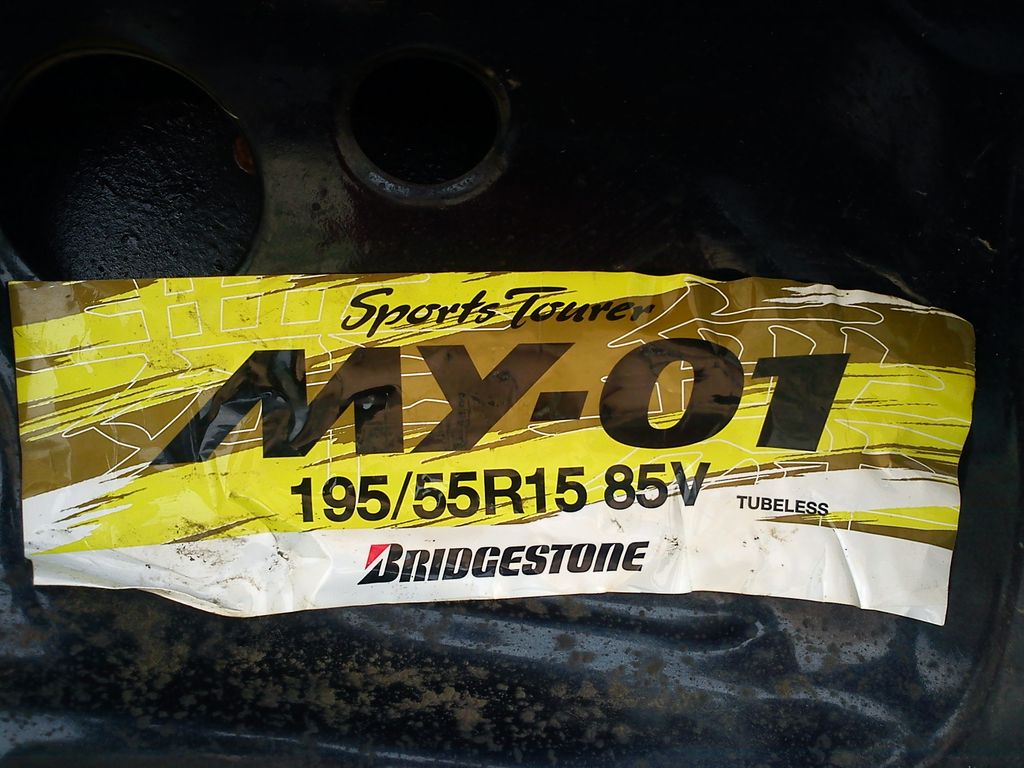 Sports Tourer
MY-01
195/55R15 85V TUBELESS
BRIDGESTONE